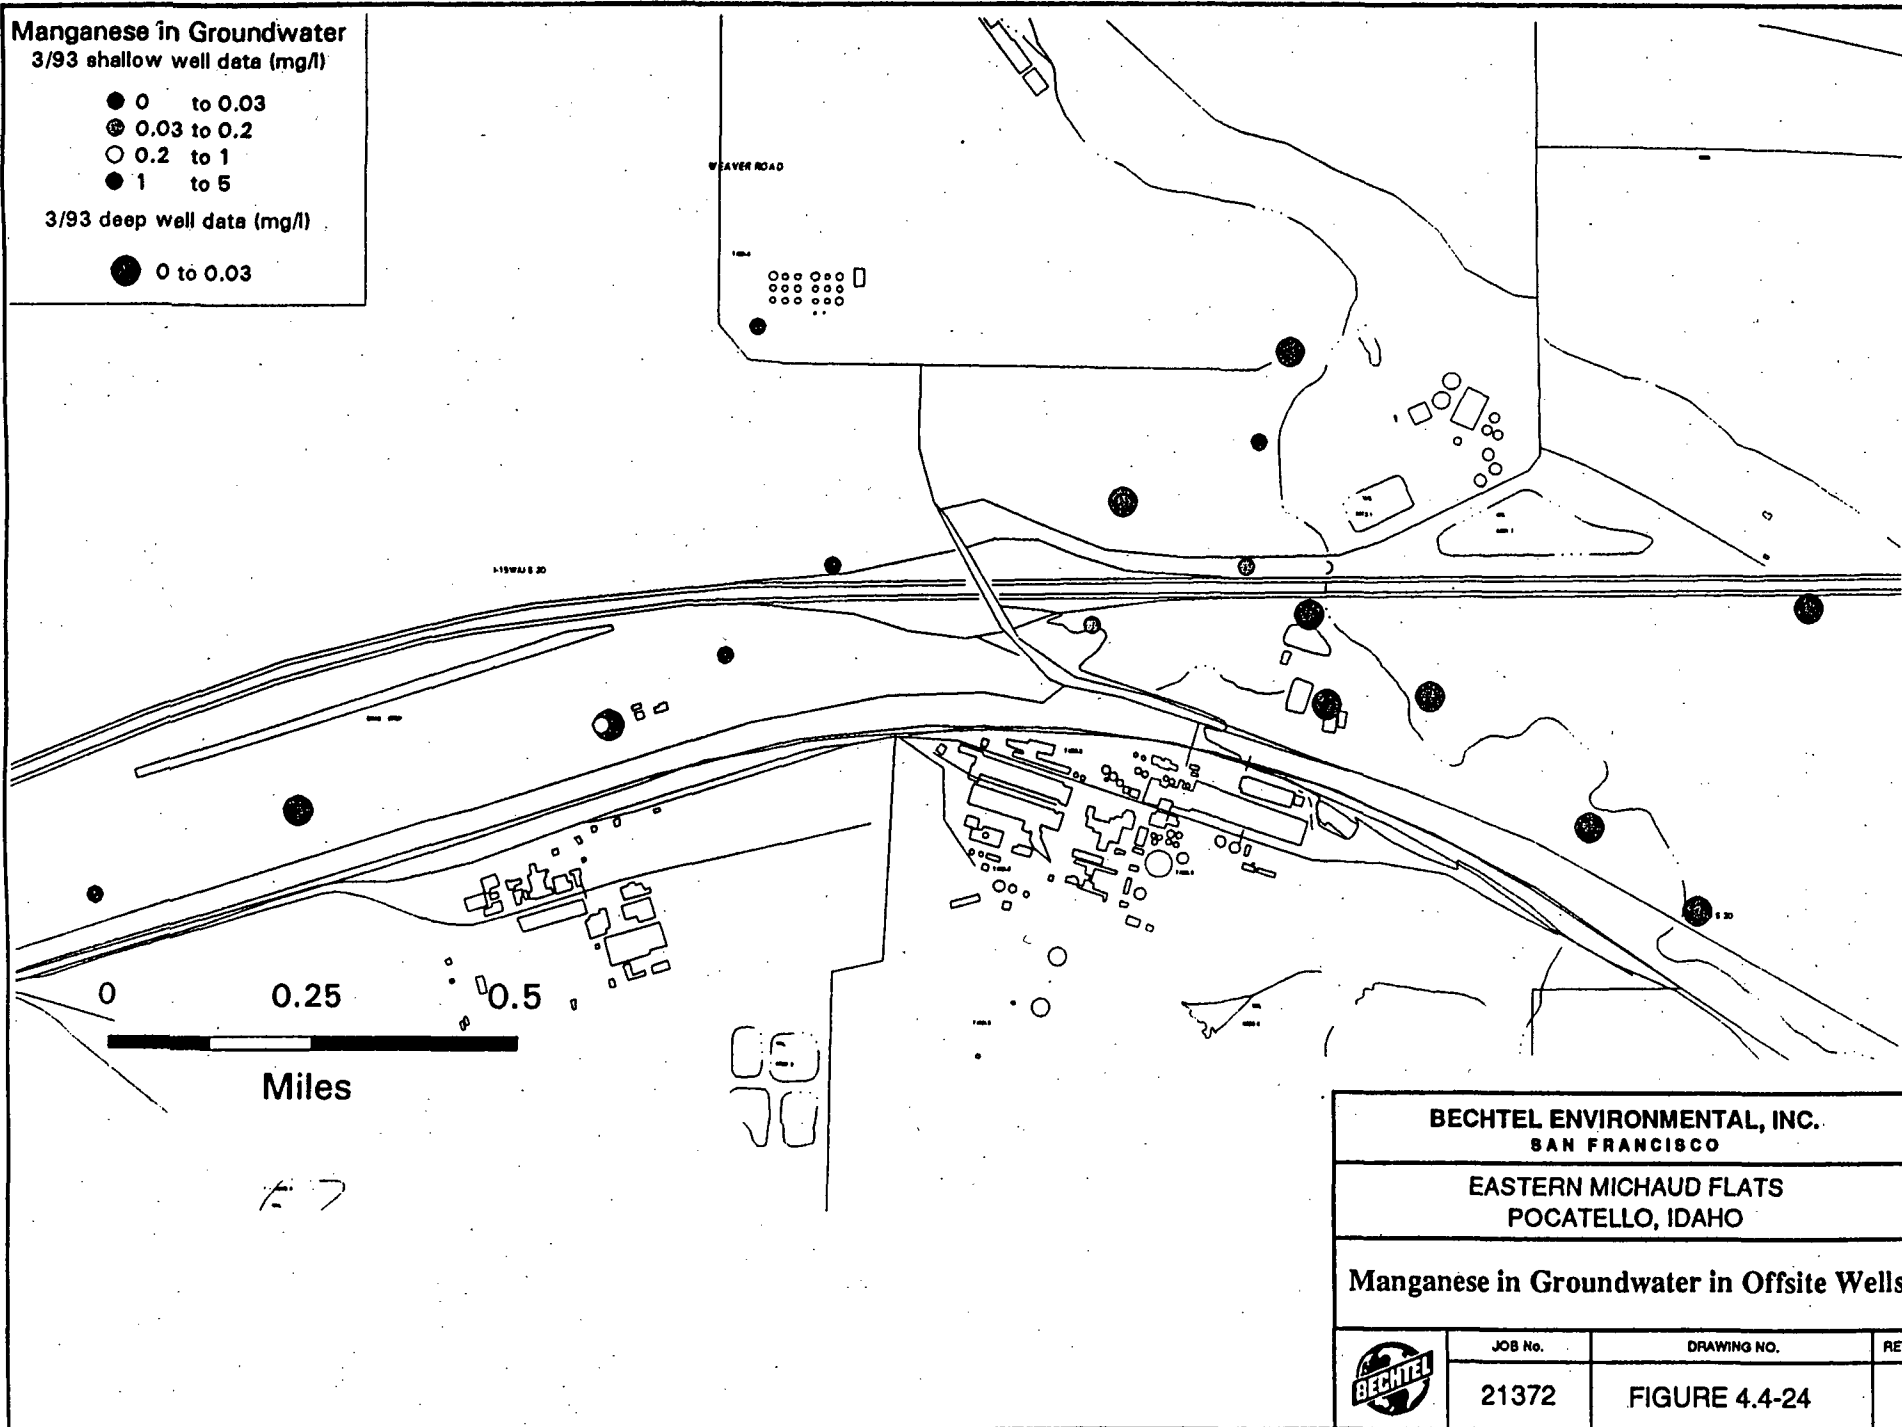 Manganese in Groundwater
3/93 shallow well data (mg/l)
0 to 0.03
0.03 to 0.2
0.2 to 1
1 to 5
3/93 deep well data (mg/l)
0 to 0.03
WEAVER ROAD
S 30
0 0.25 0.5
Miles
BECHTEL ENVIRONMENTAL, INC.
SAN FRANCISCO
EASTERN MICHAUD FLATS
POCATELLO, IDAHO
Manganese in Groundwater in Offsite Wells
BECHTEL
JOB No.
21372
DRAWING NO.
FIGURE 4.4-24
RE